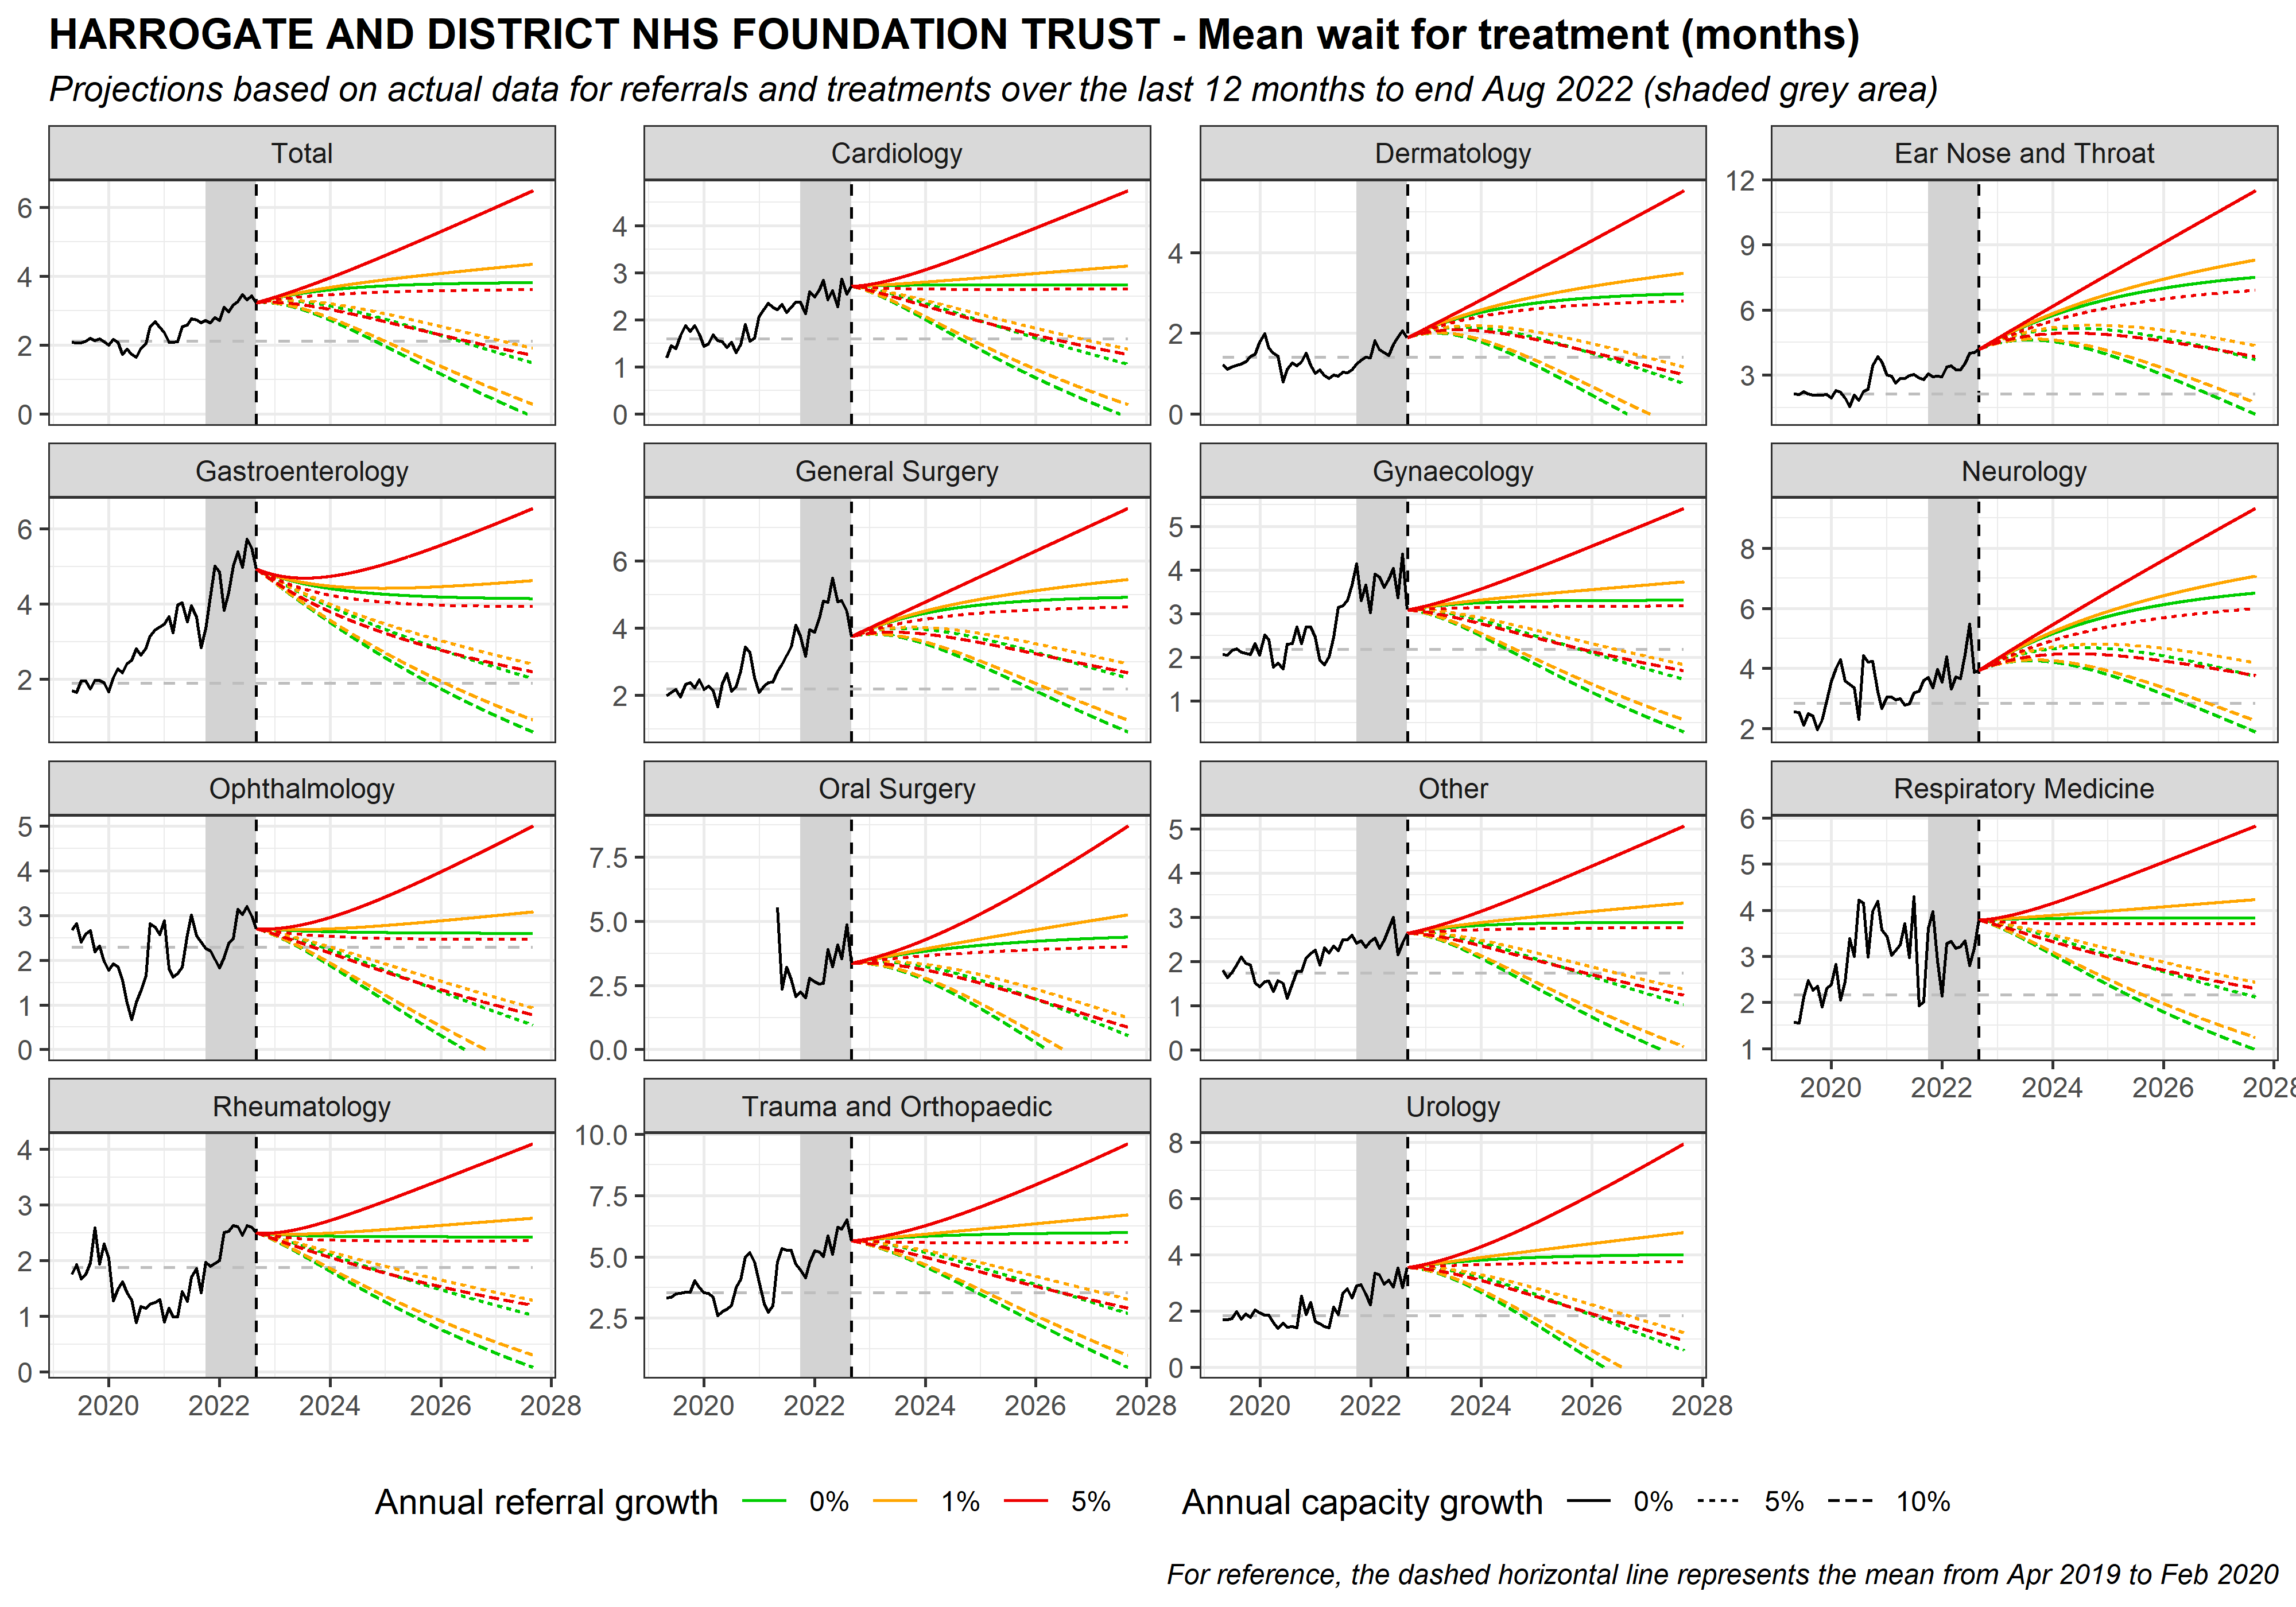 HARROGATE AND DISTRICT NHS FOUNDATION TRUST - Mean wait for treatment (months)
Projections based on actual data for referrals and treatments over the last 12 months to end Aug 2022 (shaded grey area)
Total
Cardiology
Dermatology
Ear Nose and Throat
6
4
2
0
4
3
2
1
0
4
2
0
12
9
6
3
Gastroenterology
General Surgery
Gynaecology
Neurology
6
4
2
6
4
2
5
4
3
2
1
8
6
4
2
Ophthalmology
Oral Surgery
Other
Respiratory Medicine
5
4
3
2
1
0
7.5
5.0
2.5
0.0
5
4
3
2
1
0
6
5
4
3
2
1
2020 2022 2024 2026 2028
Rheumatology
Trauma and Orthopaedic
Urology
4
3
2
1
0
10.0
7.5
5.0
2.5
8
6
4
2
0
2020 2022 2024 2026 2028
2020 2022 2024 2026 2028
2020 2022 2024 2026 2028
Annual referral growth 0% 1% 5%
Annual capacity growth 0% 5% 10%
For reference, the dashed horizontal line represents the mean from Apr 2019 to Feb 2020